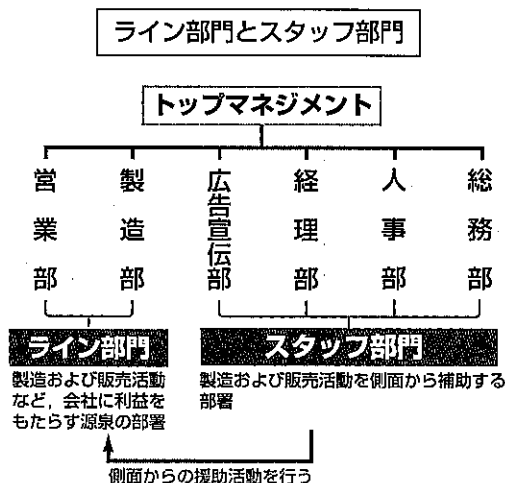 ライン部門とスタッフ部門
トップマネジメント
営業部
製造部
広告宣伝部
経理部
人事部
総務部
ライン部門
製造および販売活動
など，会社に利益を
もたらす源泉の部署
スタッフ部門
製造および販売活動を側面から補助する
部署
側面からの援助活動を行う